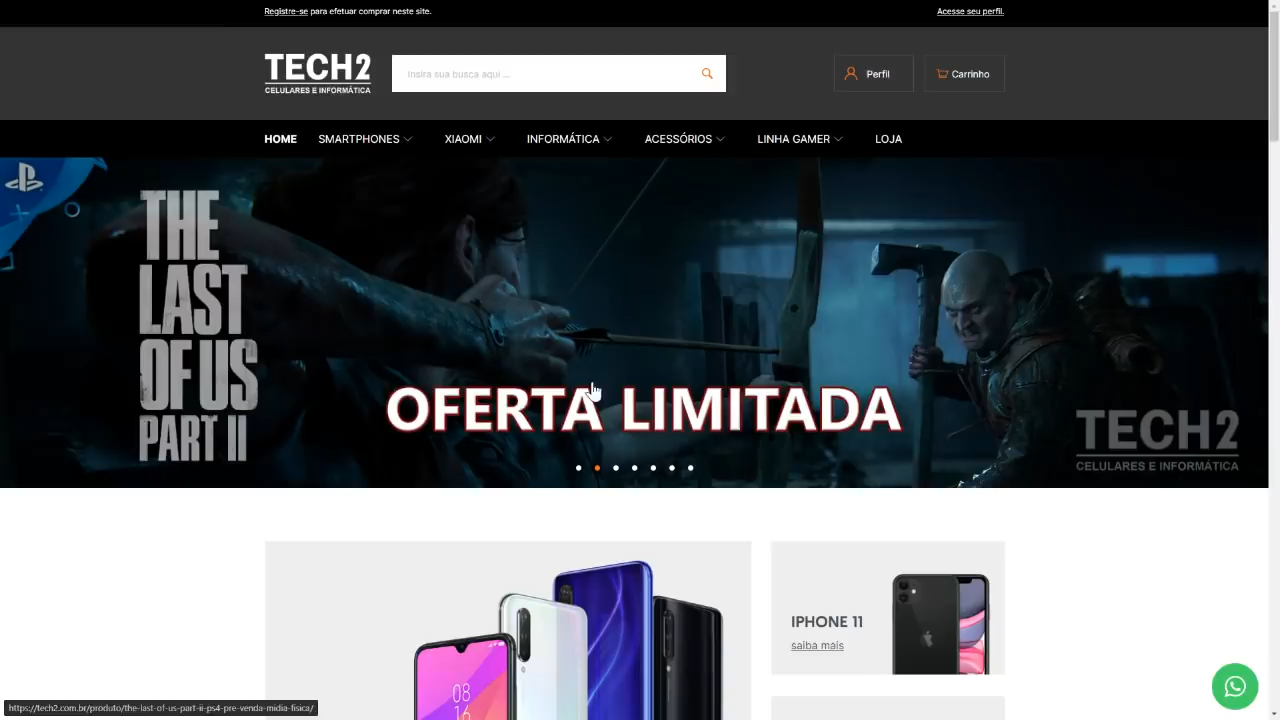 Registre-se para efetuar comprar neste site.
Acesse seu perfil.
TECH2
CELULARES E INFORMÁTICA
Insira sua busca aqui ...
Perfil
Carrinho
HOME SMARTPHONES XIAOMI INFORMÁTICA ACESSÓRIOS LINHA GAMER LOJA
THE
LAST
OF US
PART II
OFERTA LIMITADA
TECH2
CELULARES E INFORMÁTICA
08
16
IPHONE 11
saiba mais
https://tech2.com.br/produto/the-last-of-us-part-ii-ps4-pre-venda-midia-fisica/